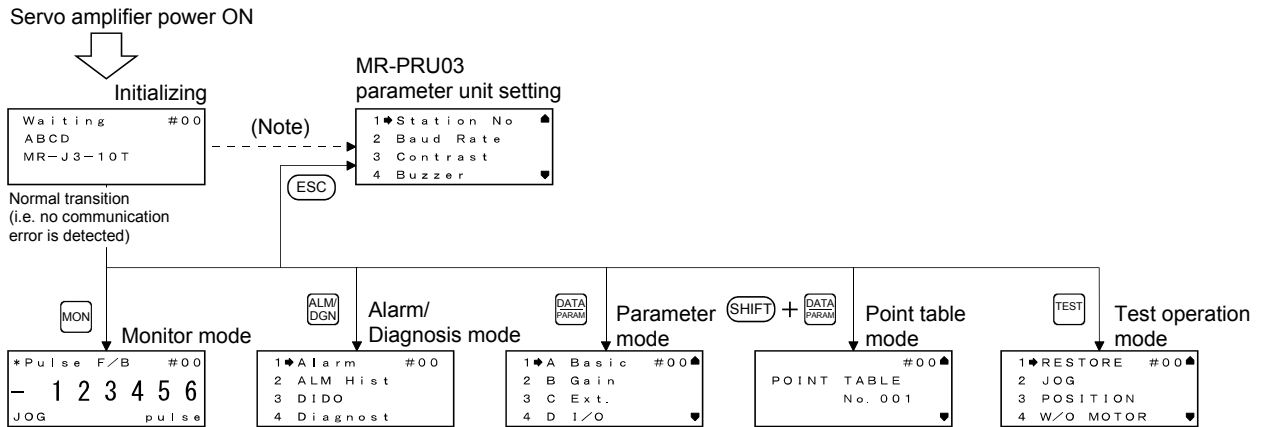 Servo amplifier power ON
Initializing
Waiting #00
ABCD
MR-J3-10T
(Note)
MR-PRU03
parameter unit setting
1 Station No
2 Baud Rate
3 Contrast
4 Buzzer
ESC
Normal transition
(i.e. no communication
error is detected)
MON
Monitor mode
*Pulse F/B #00
- 123456
JOG pulse
ALM/
DGN
Alarm/
Diagnosis mode
1 Alarm #00
2 ALM Hist
3 DIDO
4 Diagnost
DATA
PARAM
Parameter
mode
1 A Basic #00
2 B Gain
3 C Ext.
4 D I/O
SHIFT + DATA
PARAM
Point table
mode
#00
POINT TABLE
No. 001
TEST
Test operation
mode
1 RESTORE #00
2 JOG
3 POSITION
4 W/O MOTOR